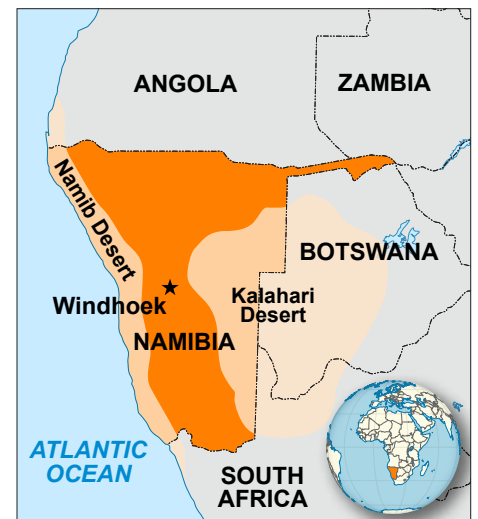 ANGOLA
ZAMBIA
Namib Desert
BOTSWANA
Windhoek
Kalahari
Desert
NAMIBIA
ATLANTIC
OCEAN
SOUTH
AFRICA